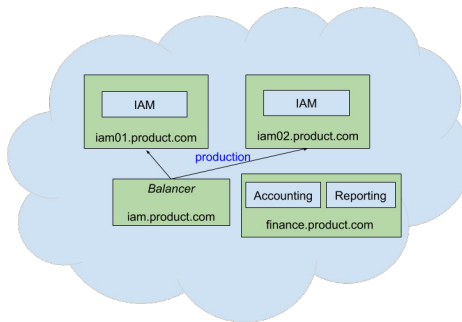 IAM
iam01.product.com
IAM
iam02.product.com
production
Balancer
iam.product.com
Accounting
Reporting
finance.product.com